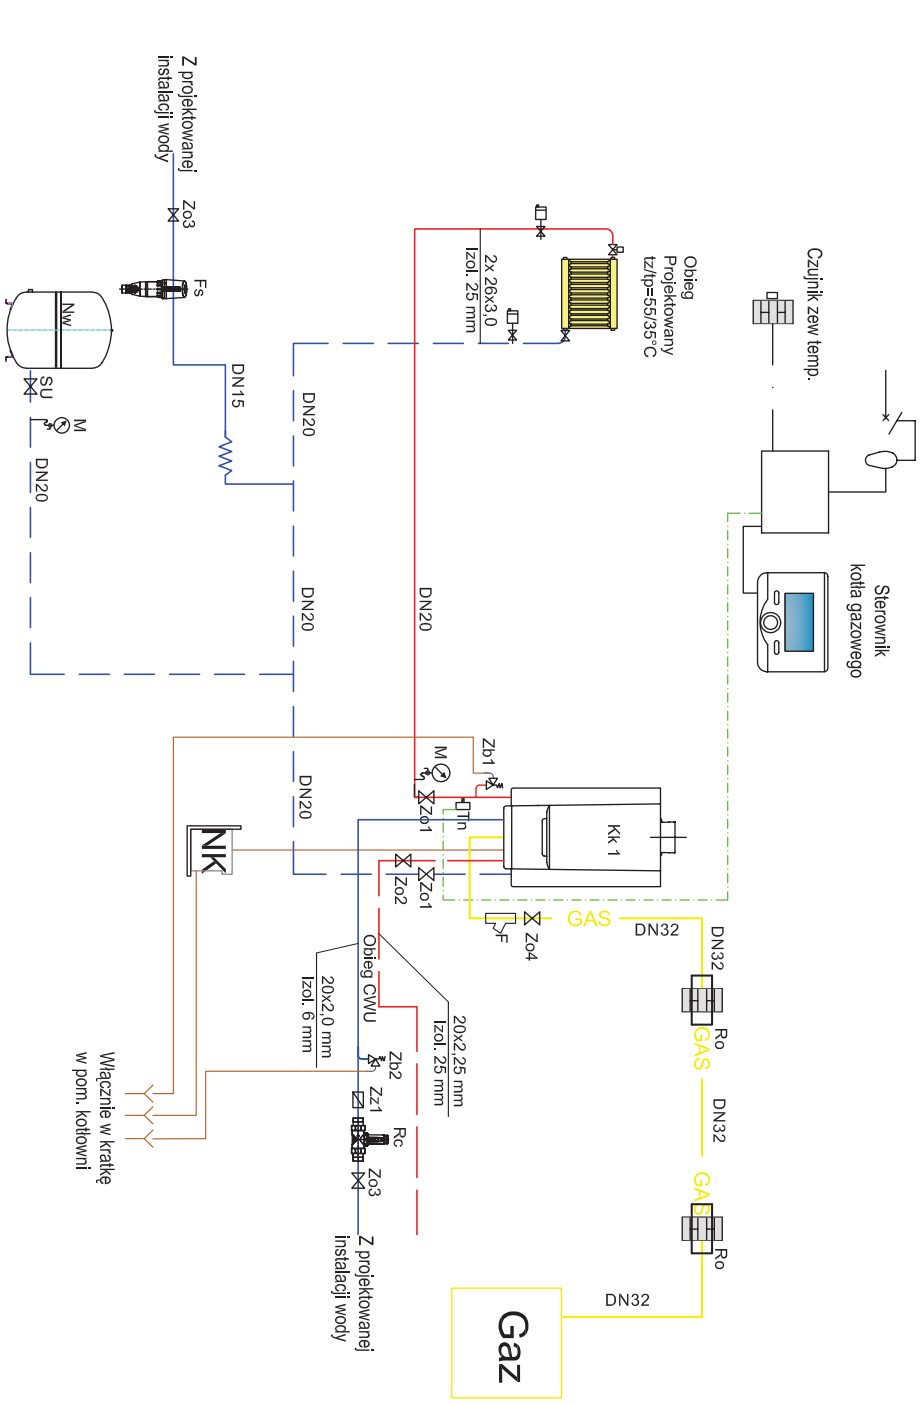 Z projektowanej
instalacji wody
Zo3
Fs
Nw
SU
M
DN20
DN15
DN20
DN20
DN20
2x 26x3,0
Izol. 25 mm
Obieg
Projektowany
tz/tp=55/35°C
Czujnik zew temp.
Sterownik
kotła gazowego
DN20
Zb1
M
Zo1
Tn
Kk 1
NK
Zo2
Zo1
F
Zo4
GAS
DN32
DN32
Ro
GAS
DN32
GAS
Ro
DN32
Gaz
Obieg CWU
20x2,0 mm
Izol. 6 mm
20x2,25 mm
Izol. 25 mm
Zb2
Zz1
Rc
Zo3
Z projektowanej
instalacji wody
Włącznie w kratkę
w pom. kotłowni